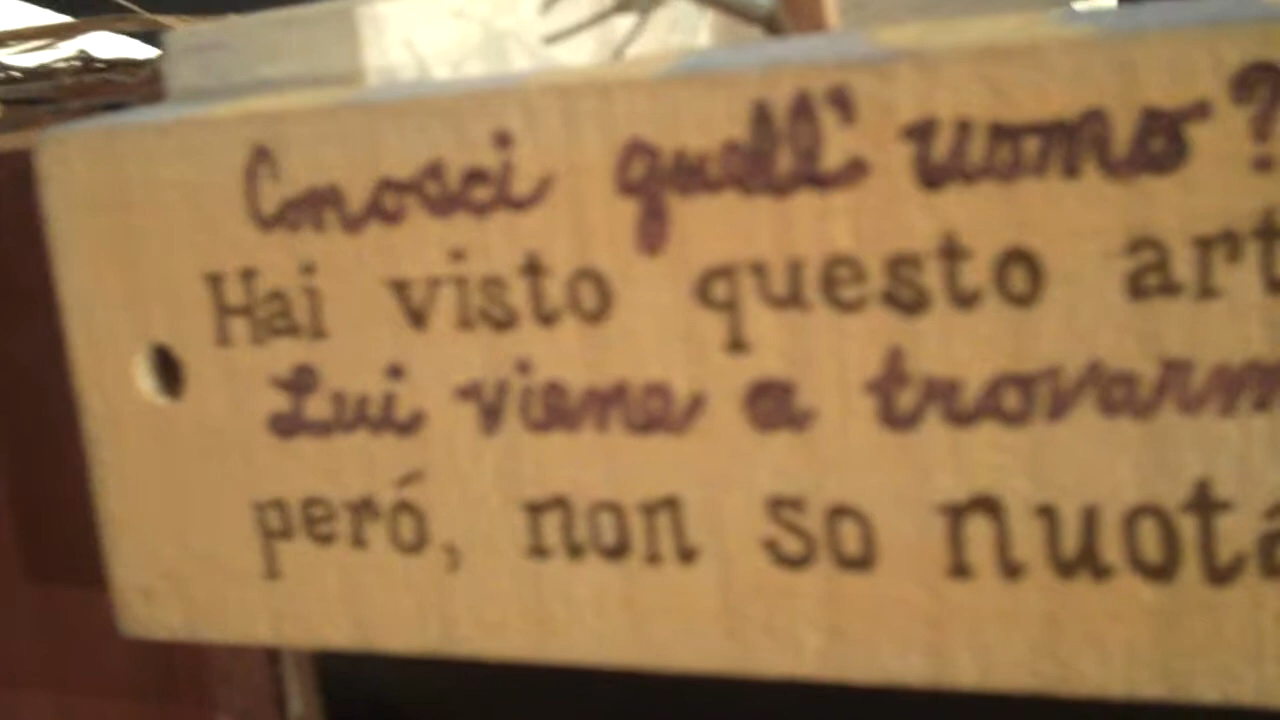 Conosci quell' uomo?
Hai visto questo art
Lui viene a trovarm
peró, non so nuota